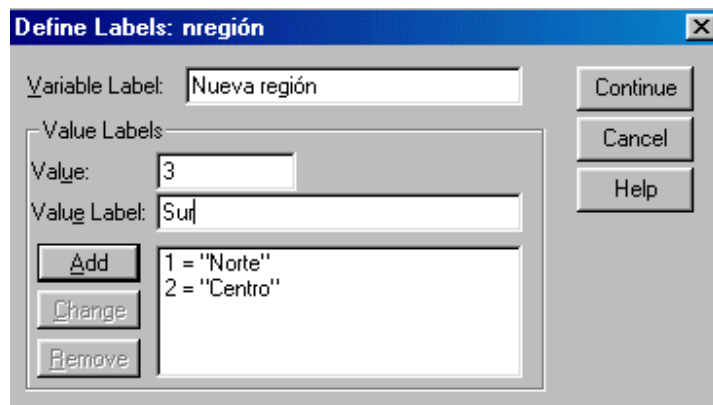 Define Labels: nregión
Variable Label: Nueva región
Continue
Value Labels
Cancel
Value: 3
Help
Value Label: Sur
Add
1 = "Norte"
2 = "Centro"
Change
Remove